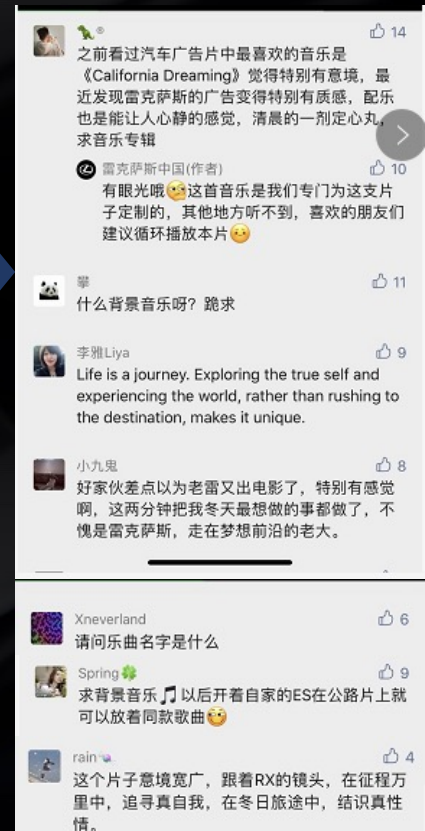 14
之前看过汽车广告片中最喜欢的音乐是
《California Dreaming》觉得特别有意境，最
近发现雷克萨斯的广告变得特别有质感，配乐
也是能让人心静的感觉，清晨的一剂定心丸，
求音乐专辑
雷克萨斯中国(作者) 10
有眼光哦🧐这首音乐是我们专门为这支片
子定制的，其他地方听不到，喜欢的朋友们
建议循环播放本片
攀 11
什么背景音乐呀？跪求
李雅Liya 9
Life is a journey. Exploring the true self and
experiencing the world, rather than rushing to
the destination, makes it unique.
小九鬼 8
好家伙差点以为老雷又出电影了，特别有感觉
啊，这两分钟把我冬天最想做的事都做了，不
愧是雷克萨斯，走在梦想前沿的老大。
Xneverland 6
请问乐曲名字是什么
Spring🍀 9
求背景音乐🎵以后开着自家的ES在公路片上就
可以放着同款歌曲
rain 4
这个片子意境宽广，跟着RX的镜头，在征程万
里中，追寻真自我，在冬日旅途中，结识真性
情。